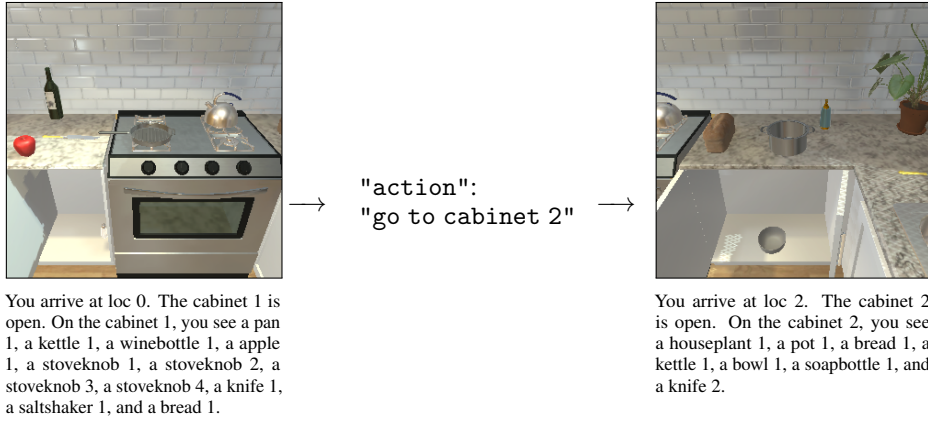 "action":
"go to cabinet 2"
You arrive at loc 0. The cabinet 1 is
open. On the cabinet 1, you see a pan
1, a kettle 1, a winebottle 1, a apple
1, a stoveknob 1, a stoveknob 2, a
stoveknob 3, a stoveknob 4, a knife 1,
a saltshaker 1, and a bread 1.
You arrive at loc 2. The cabinet 2
is open. On the cabinet 2, you see
a houseplant 1, a pot 1, a bread 1, a
kettle 1, a bowl 1, a soapbottle 1, and
a knife 2.